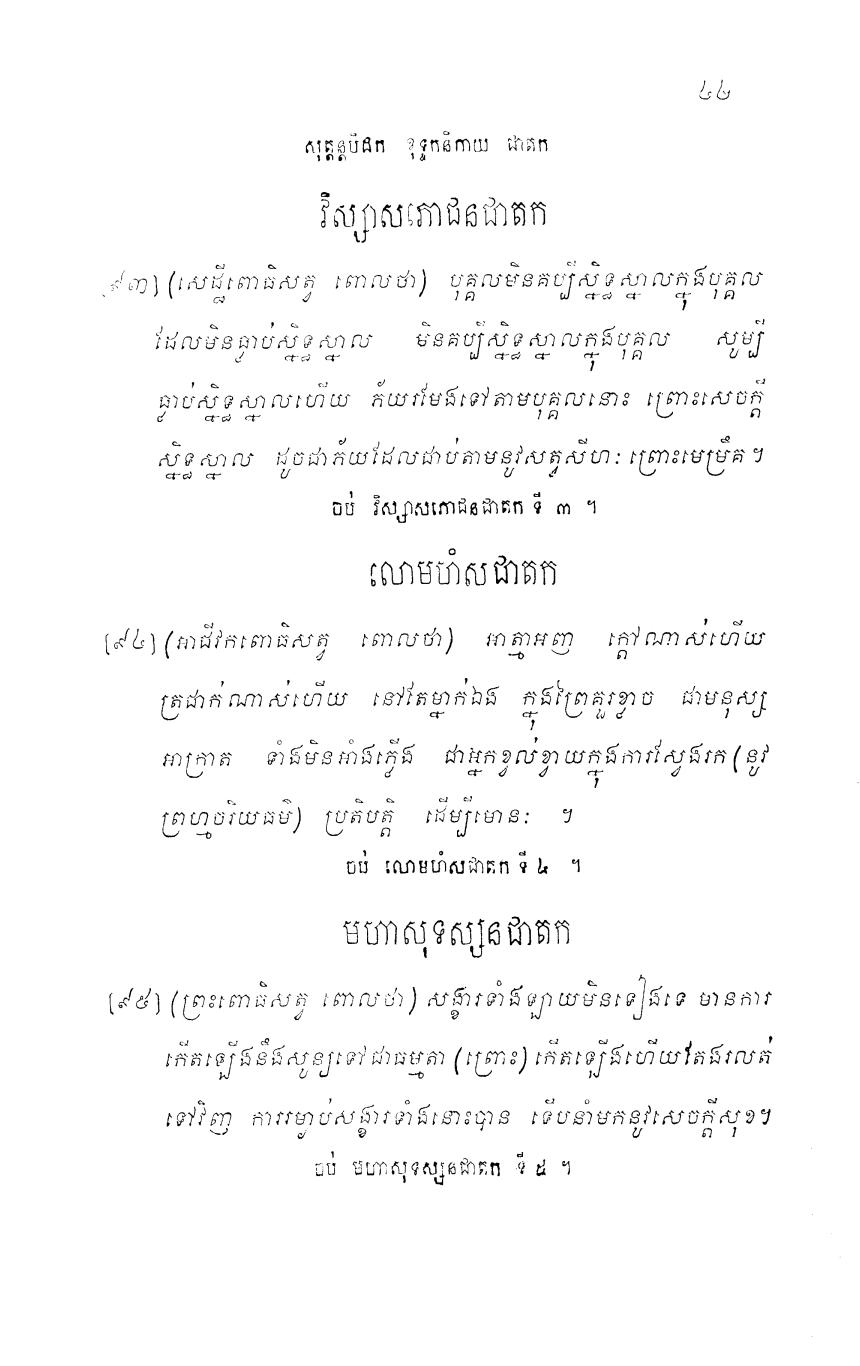 ៤៤
សុត្តន្តបិដក ខុទ្ទកនិកាយ ជាតក
វិស្សាសភោជនជាតក
[៩៣] (សេដ្ឋីពោធិសត្វ ពោលថា) បុគ្គលមិនគប្បីស្និទ្ធស្នាលក្នុងបុគ្គល
ដែលមិនធ្លាប់ស្និទ្ធស្នាល មិនគប្បីស្និទ្ធស្នាលក្នុងបុគ្គល សូម្បី
ធ្លាប់ស្និទ្ធស្នាលហើយ ភ័យរមែងទៅតាមបុគ្គលនោះ ព្រោះសេចក្តី
ស្និទ្ធស្នាល ដូចជាភ័យដែលជាប់តាមនូវសត្វសីហៈ ព្រោះមេម្រឹគ ។
ចប់ វិស្សាសភោជនជាតក ទី ៣ ។
លោមហំសជាតក
[៩៤] (អាជីវកពោធិសត្វ ពោលថា) អាត្មាអញ ក្តៅណាស់ហើយ
ត្រជាក់ណាស់ហើយ នៅតែម្នាក់ឯង ក្នុងព្រៃគួរខ្លាច ជាមនុស្ស
អាក្រាត ទាំងមិនអាំងភ្លើង ជាអ្នកខ្វល់ខ្វាយក្នុងការស្វែងរក (នូវ
ព្រហ្មចរិយធម៌) ប្រតិបត្តិ ដើម្បីមោនៈ ។
ចប់ លោមហំសជាតក ទី ៤ ។
មហាសុទស្សនជាតក
[៩៥] (ព្រះពោធិសត្វ ពោលថា) សង្ខារទាំងឡាយមិនទៀងទេ មានការ
កើតឡើងនឹងសូន្យទៅជាធម្មតា (ព្រោះ) កើតឡើងហើយតែងរលត់
ទៅវិញ ការរម្ងាប់សង្ខារទាំងនោះបាន ទើបនាំមកនូវសេចក្តីសុខ។
ចប់ មហាសុទស្សនជាតក ទី ៥ ។